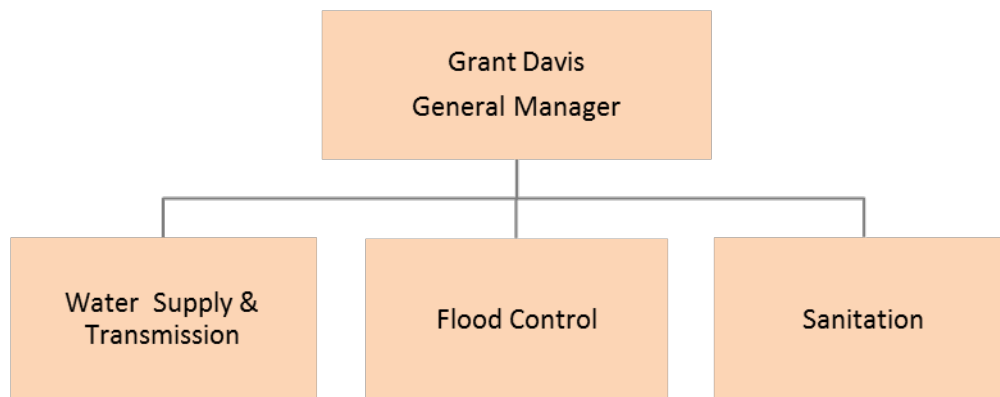 Grant Davis
General Manager
Water Supply &
Transmission
Flood Control
Sanitation